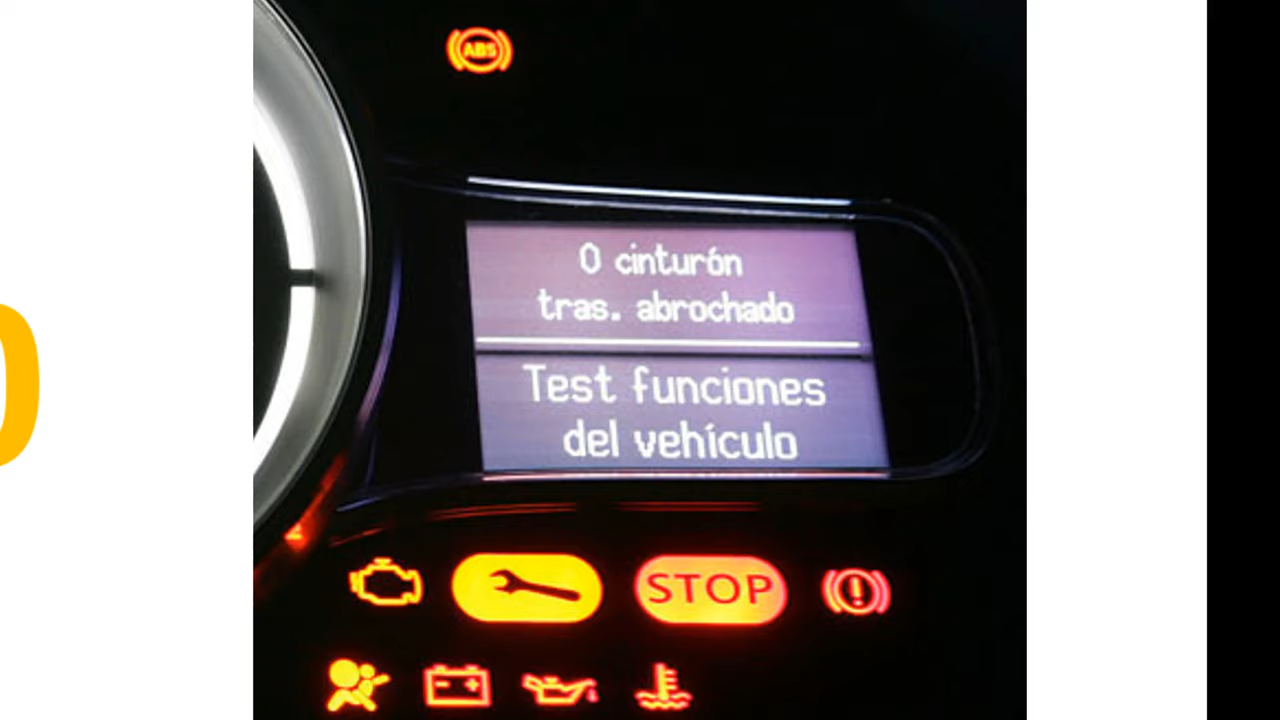 ABS
0 cinturón
tras. abrochado
Test funciones
del vehículo
STOP